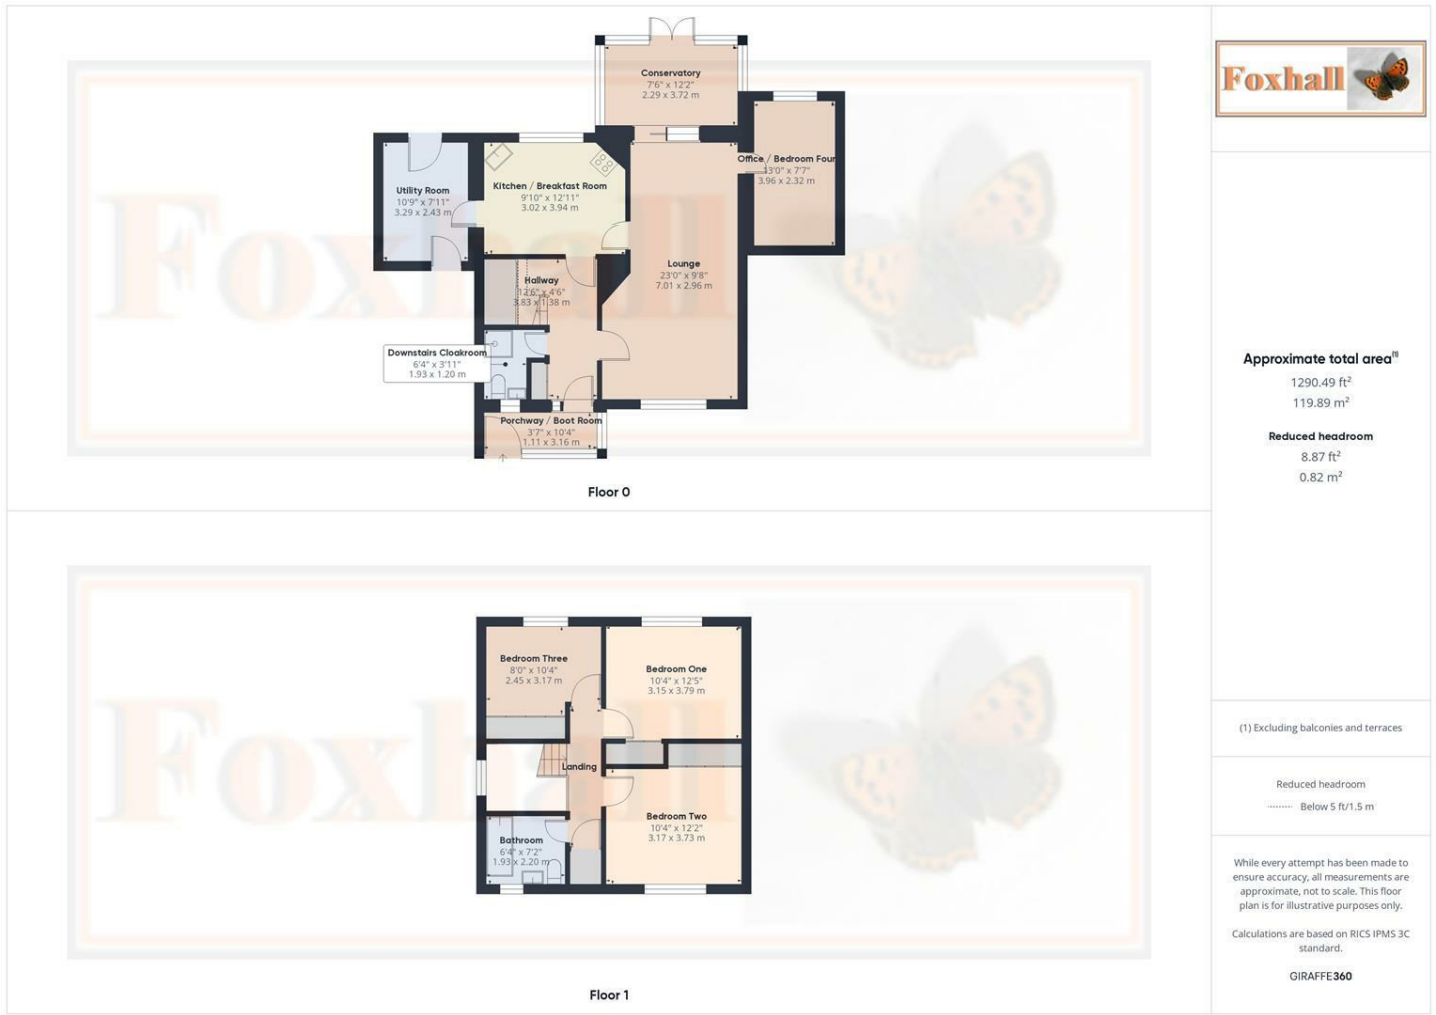 Conservatory
7'6" x 12'2"
2.29 x 3.72 m
Office / Bedroom Four
13'0" x 7'7"
3.96 x 2.32 m
Utility Room
10'9" x 7'11"
3.29 x 2.43 m
Kitchen / Breakfast Room
9'10" x 12'11"
3.02 x 3.94 m
Lounge
23'0" x 9'8"
7.01 x 2.96 m
Hallway
12'6" x 4'6"
3.83 x 1.38 m
Downstairs Cloakroom
6'4" x 3'11"
1.93 x 1.20 m
Porchway / Boot Room
3'7" x 10'4"
1.11 x 3.16 m
Foxhall
Floor 0
Bedroom Three
8'0" x 10'4"
2.45 x 3.17 m
Bedroom One
10'4" x 12'5"
3.15 x 3.79 m
Landing
Bedroom Two
10'4" x 12'2"
3.17 x 3.73 m
Bathroom
6'4" x 7'2"
1.93 x 2.20 m
Foxhall
Floor 1
Foxhall
Approximate total area(1)
1290.49 ft²
119.89 m²
Reduced headroom
8.87 ft²
0.82 m²
(1) Excluding balconies and terraces
Reduced headroom
Below 5 ft/1.5 m
While every attempt has been made to
ensure accuracy, all measurements are
approximate, not to scale. This floor
plan is for illustrative purposes only.
Calculations are based on RICS IPMS 3C
standard.
GIRAFFE360